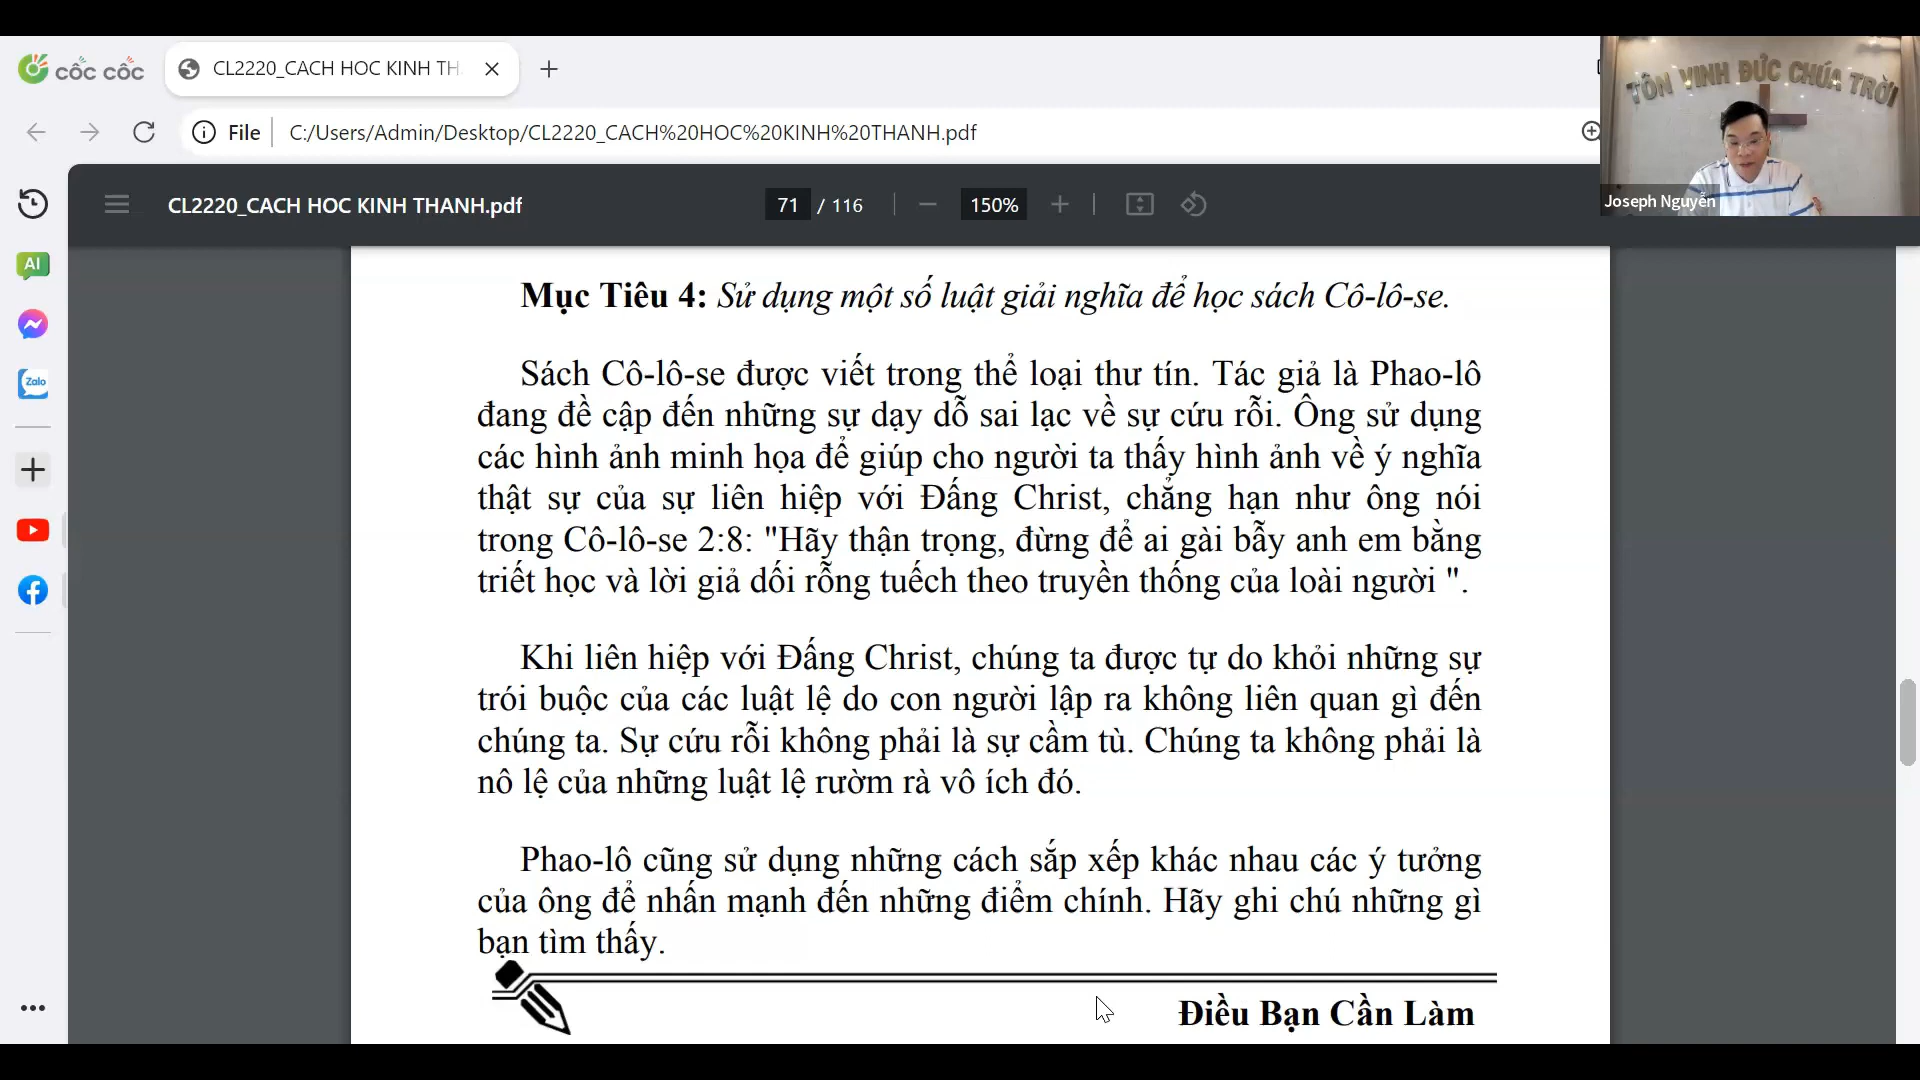 cốc cốc
CL2220_CACH HOC KINH TH
File
C:/Users/Admin/Desktop/CL2220_CACH%20HOC%20KINH%20THANH.pdf
TÔN VINH ĐỨC CHÚA TRỜI
Joseph Nguyễn
AI
Zalo
CL2220_CACH HOC KINH THANH.pdf
71 / 116
150%
Mục Tiêu 4: Sử dụng một số luật giải nghĩa để học sách Cô-lô-se.
Sách Cô-lô-se được viết trong thể loại thư tín. Tác giả là Phao-lô
đang đề cập đến những sự dạy dỗ sai lạc về sự cứu rỗi. Ông sử dụng
các hình ảnh minh họa để giúp cho người ta thấy hình ảnh về ý nghĩa
thật sự của sự liên hiệp với Đấng Christ, chẳng hạn như ông nói
trong Cô-lô-se 2:8: "Hãy thận trọng, đừng để ai gài bẫy anh em bằng
triết học và lời giả dối rỗng tuếch theo truyền thống của loài người ".
Khi liên hiệp với Đấng Christ, chúng ta được tự do khỏi những sự
trói buộc của các luật lệ do con người lập ra không liên quan gì đến
chúng ta. Sự cứu rỗi không phải là sự cầm tù. Chúng ta không phải là
nô lệ của những luật lệ rườm rà vô ích đó.
Phao-lô cũng sử dụng những cách sắp xếp khác nhau các ý tưởng
của ông để nhấn mạnh đến những điểm chính. Hãy ghi chú những gì
bạn tìm thấy.
Điều Bạn Cần Làm